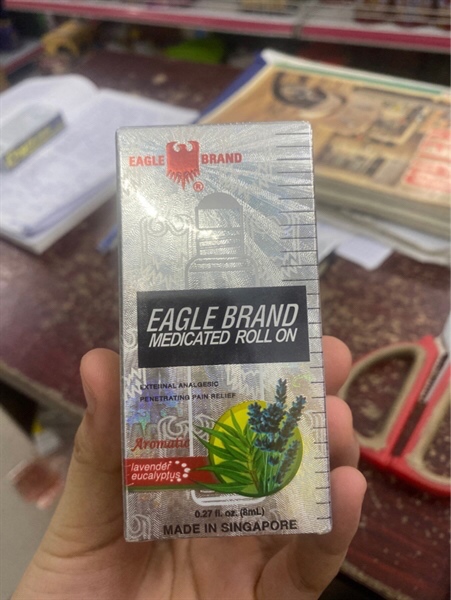 EAGLE BRAND
®
EAGLE BRAND
MEDICATED ROLL ON
EXTERNAL ANALGESIC
PENETRATING PAIN RELIEF
Aromatic
lavender
eucalyptus
0.27 fl. oz. (8mL)
MADE IN SINGAPORE